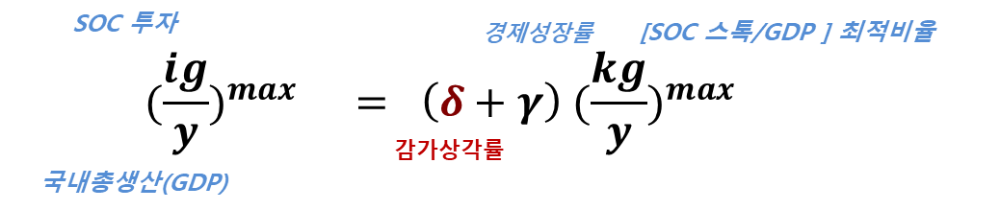 SOC 투자
경제성장률 [SOC 스톡/GDP ] 최적비율
(ig/y)^max = (δ + γ) (kg/y)^max
감가상각률
국내총생산(GDP)